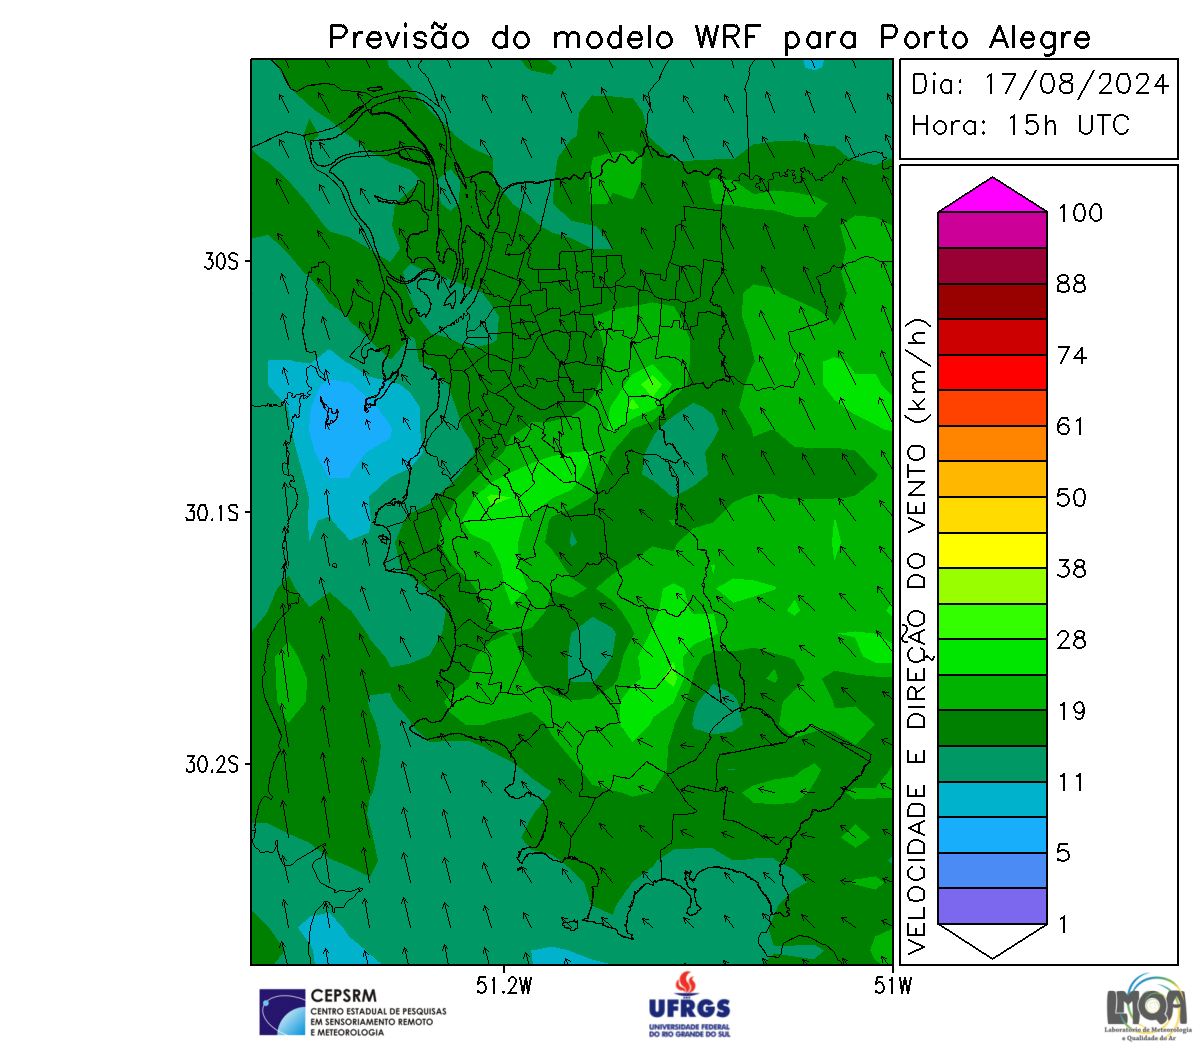 Previsão do modelo WRF para Porto Alegre
Dia: 17/08/2024
Hora: 15h UTC
30S
30.1S
30.2S
51.2W
51W
VELOCIDADE E DIREÇÃO DO VENTO (km/h)
100
88
74
61
50
38
28
19
11
5
1
CEPSRM
CENTRO ESTADUAL DE PESQUISAS
EM SENSORIAMENTO REMOTO
E METEOROLOGIA
UFRGS
UNIVERSIDADE FEDERAL
DO RIO GRANDE DO SUL
LMQA
Laboratório de Meteorologia
e Qualidade do Ar